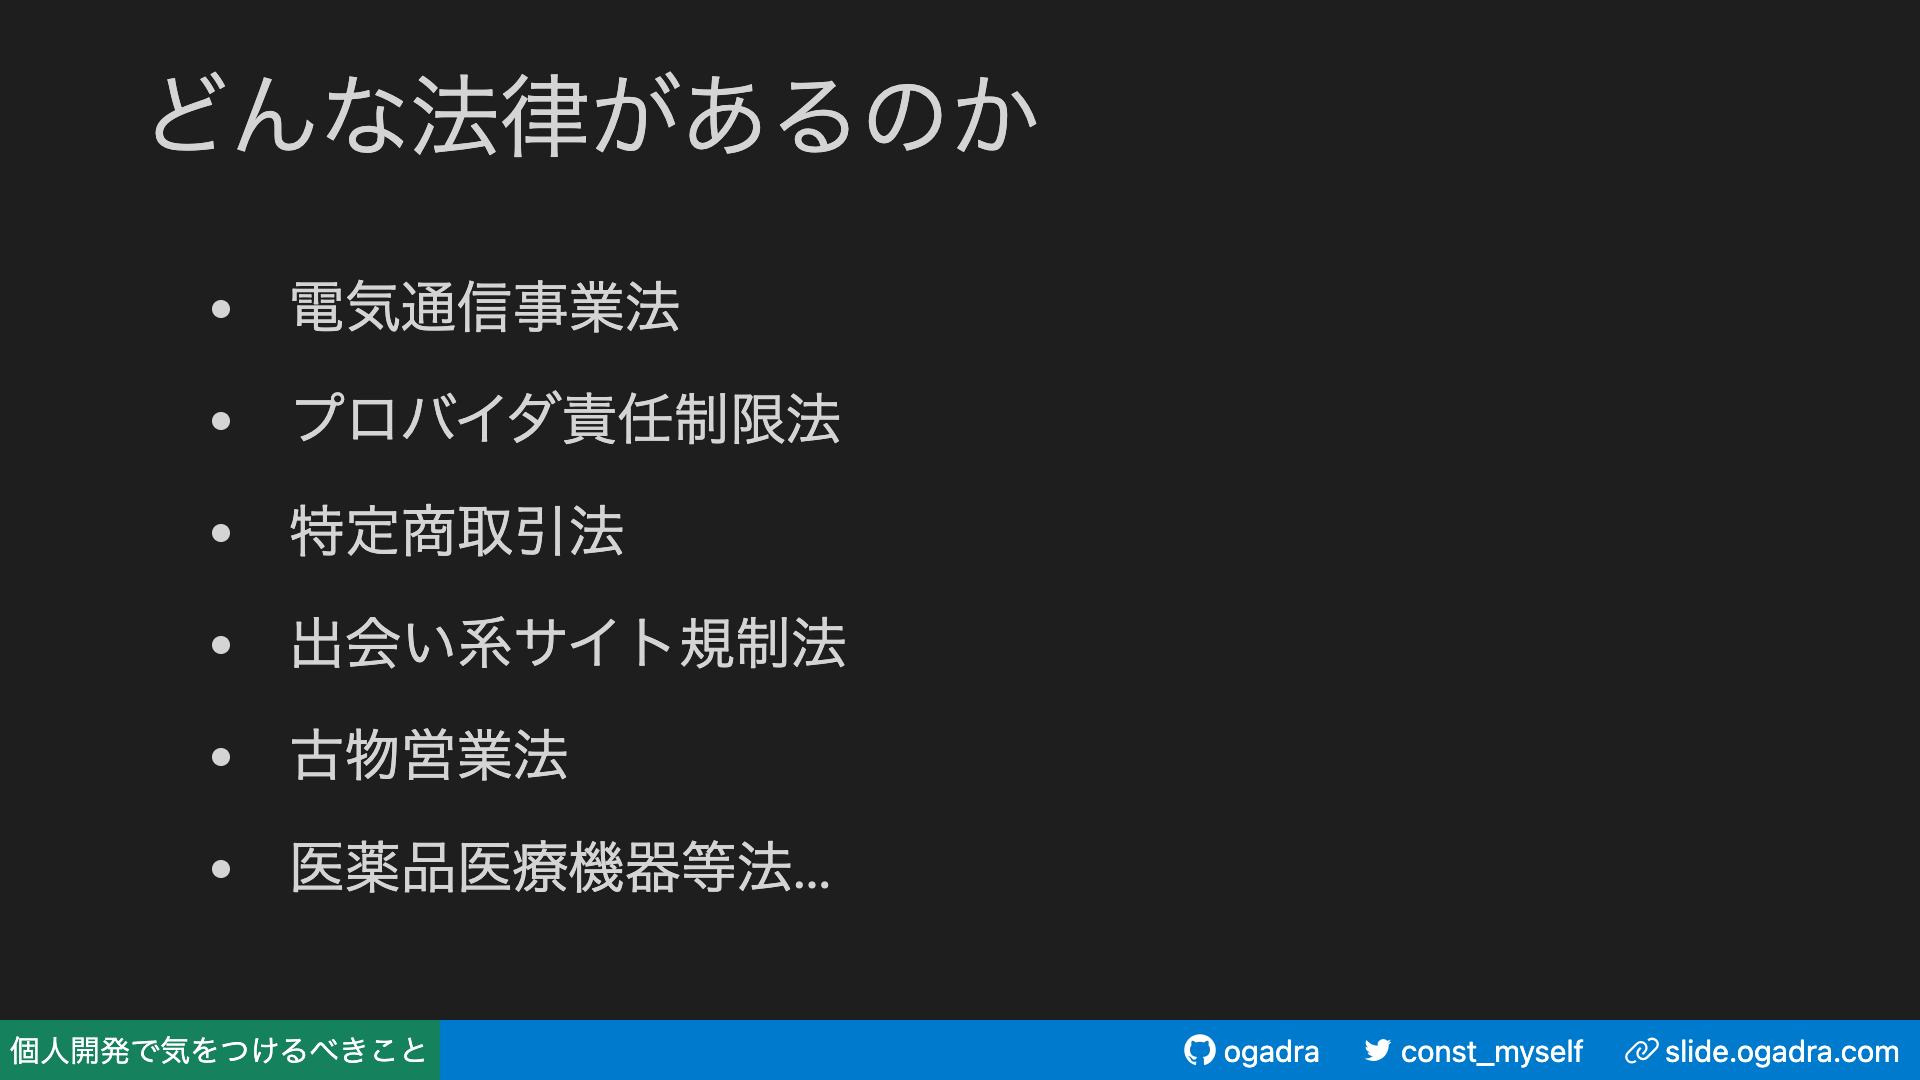 どんな法律があるのか
• 電気通信事業法
• プロバイダ責任制限法
• 特定商取引法
• 出会い系サイト規制法
• 古物営業法
• 医薬品医療機器等法...
個人開発で気をつけるべきこと
ogadra const_myself slide.ogadra.com